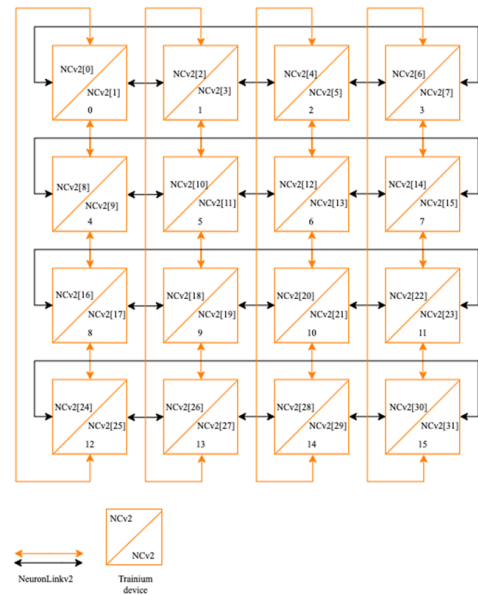 NCv2[0] NCv2[2] NCv2[4] NCv2[6]
NCv2[1] NCv2[3] NCv2[5] NCv2[7]
0 1 2 3
NCv2[8] NCv2[10] NCv2[12] NCv2[14]
NCv2[9] NCv2[11] NCv2[13] NCv2[15]
4 5 6 7
NCv2[16] NCv2[18] NCv2[20] NCv2[22]
NCv2[17] NCv2[19] NCv2[21] NCv2[23]
8 9 10 11
NCv2[24] NCv2[26] NCv2[28] NCv2[30]
NCv2[25] NCv2[27] NCv2[29] NCv2[31]
12 13 14 15
NCv2
NCv2
NeuronLinkv2 Trainium
device